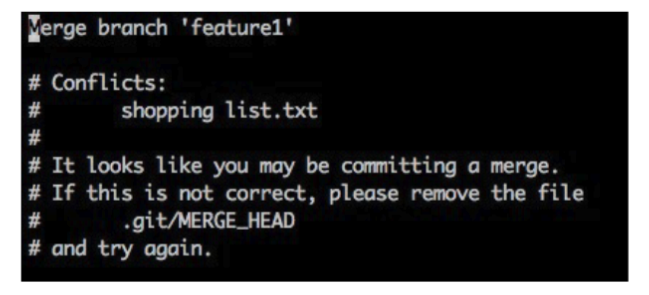 Merge branch 'feature1'
# Conflicts:
#       shopping list.txt
#
# It looks like you may be committing a merge.
# If this is not correct, please remove the file
#       .git/MERGE_HEAD
# and try again.